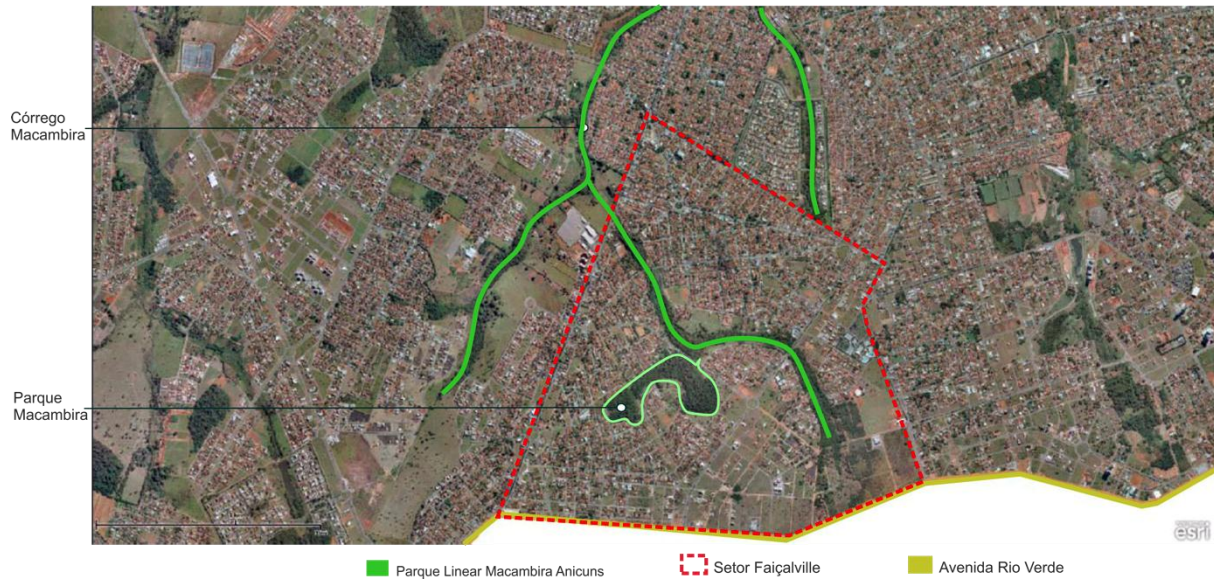 Córrego
Macambira
Parque
Macambira
esri
Parque Linear Macambira Anicuns
Setor Faiçalville
Avenida Rio Verde